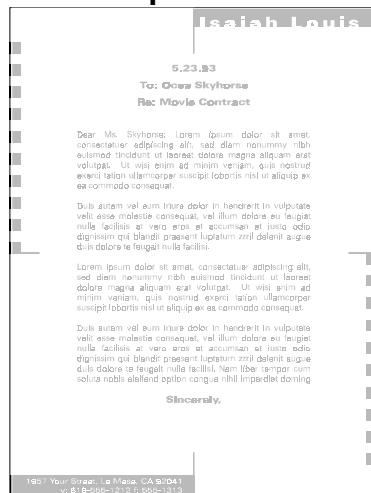 Isaiah Louis
5.23.93
To: Ocea Skyhorse
Re: Movie Contract
Dear Ms. Skyhorse: Lorem ipsum dolor sit amet,
consectetuer adipiscing elit, sed diam nonummy nibh
euismod tincidunt ut laoreet dolore magna aliquam erat
volutpat. Ut wisi enim ad minim veniam, quis nostrud
exerci tation ullamcorper suscipit lobortis nisl ut aliquip ex
ea commodo consequat.
Duis autem vel eum iriure dolor in hendrerit in vulputate
velit esse molestie consequat, vel illum dolore eu feugiat
nulla facilisis at vero eros et accumsan et iusto odio
dignissim qui blandit praesent luptatum zzril delenit augue
duis dolore te feugait nulla facilisi.
Lorem ipsum dolor sit amet, consectetuer adipiscing elit,
sed diam nonummy nibh euismod tincidunt ut laoreet
dolore magna aliquam erat volutpat. Ut wisi enim ad
minim veniam, quis nostrud exerci tation ullamcorper
suscipit lobortis nisl ut aliquip ex ea commodo consequat.
Duis autem vel eum iriure dolor in hendrerit in vulputate
velit esse molestie consequat, vel illum dolore eu feugiat
nulla facilisis at vero eros et accumsan et iusto odio
dignissim qui blandit praesent luptatum zzril delenit augue
duis dolore te feugait nulla facilisi. Nam liber tempor cum
soluta nobis eleifend option congue nihil imperdiet doming
Sincerely,
1957 Your Street, La Mesa, CA 92041
v: 619-555-1212 f: 555-1313